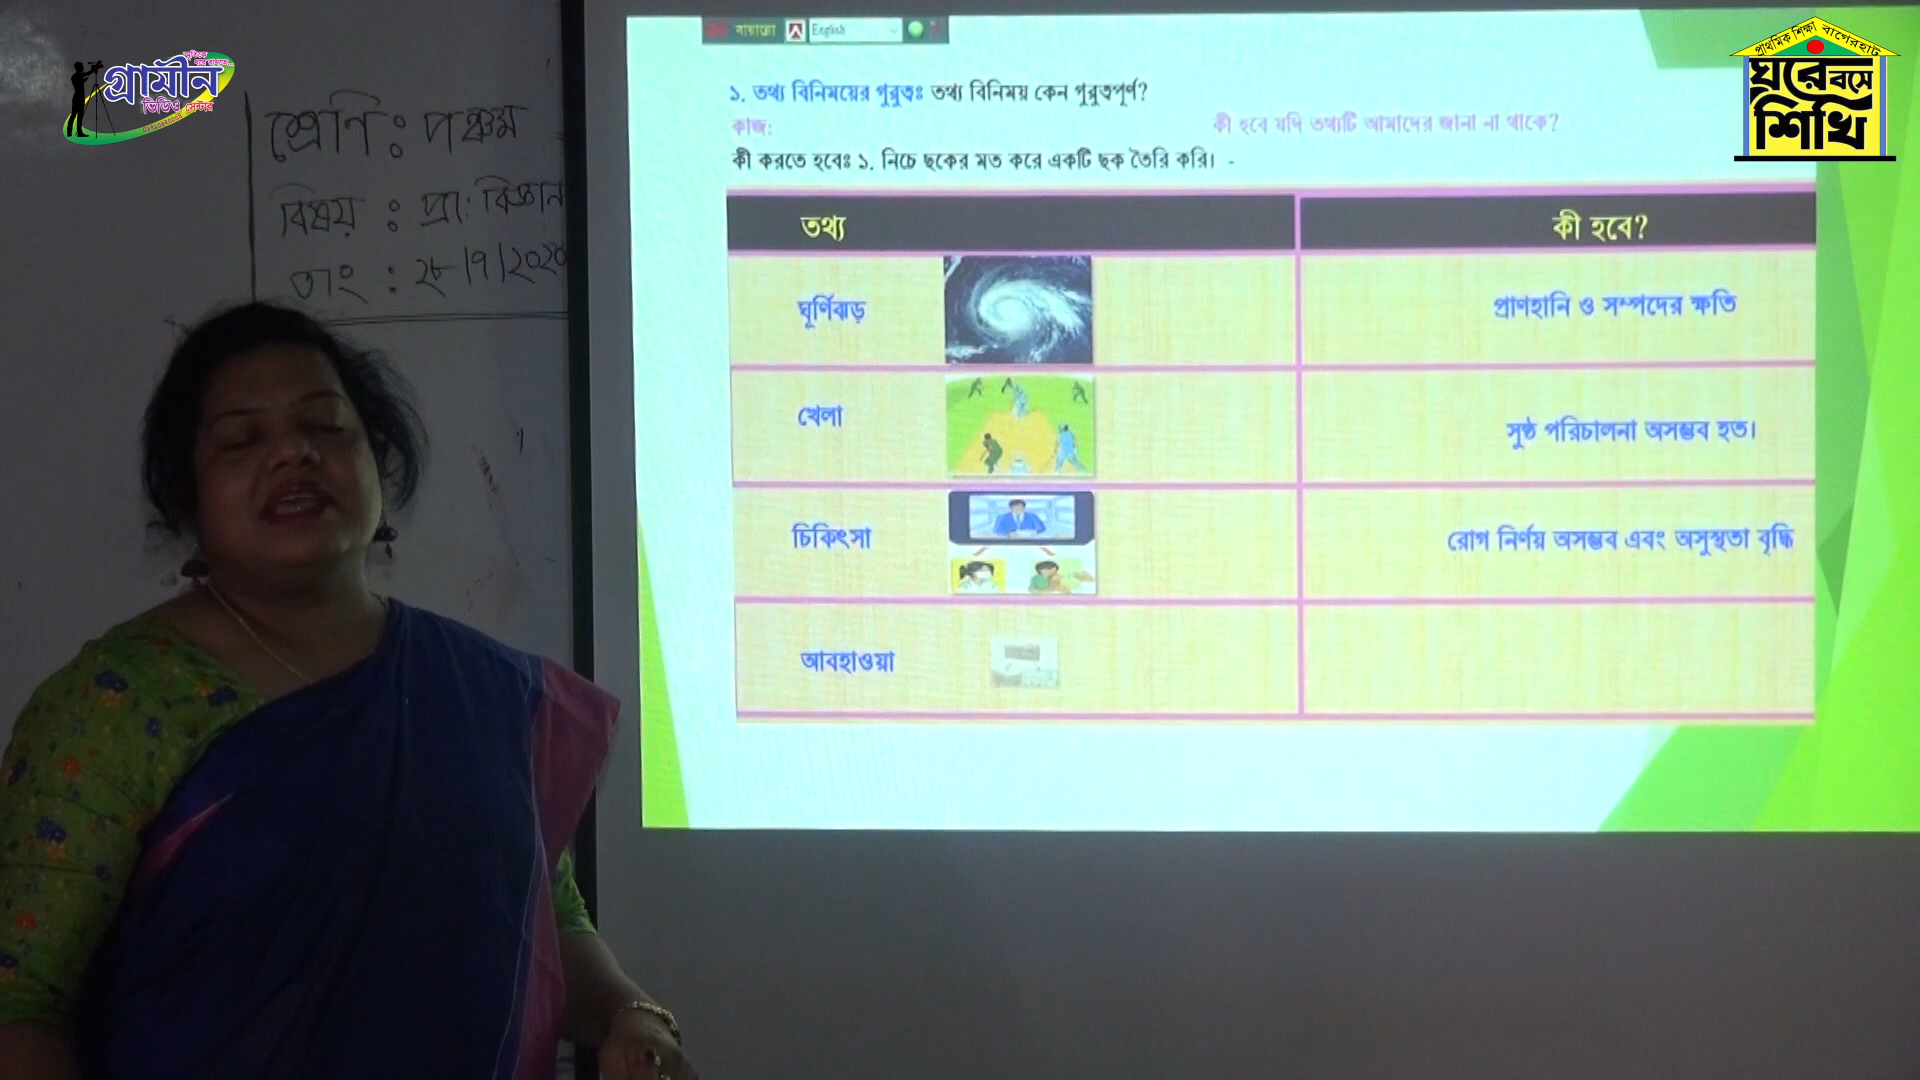 গ্রামীন
ভিডিও সেন্টার
শ্রেণি : পঞ্চম
বিষয় : প্রা: বিজ্ঞান
তাং : ২৮/৭/২০২০
বায়ান্নো English
১. তথ্য বিনিময়ের গুরুত্বঃ তথ্য বিনিময় কেন গুরুত্বপূর্ণ?
কাজ: কী হবে যদি তথ্যটি আমাদের জানা না থাকে?
কী করতে হবেঃ ১. নিচে ছকের মত করে একটি ছক তৈরি করি। -
তথ্য কী হবে?
ঘূর্ণিঝড় প্রাণহানি ও সম্পদের ক্ষতি
খেলা সুষ্ঠ পরিচালনা অসম্ভব হত।
চিকিৎসা রোগ নির্ণয় অসম্ভব এবং অসুস্থতা বৃদ্ধি
আবহাওয়া
প্রাথমিক শিক্ষা বাগেরহাট
ঘরে বসে
শিখি